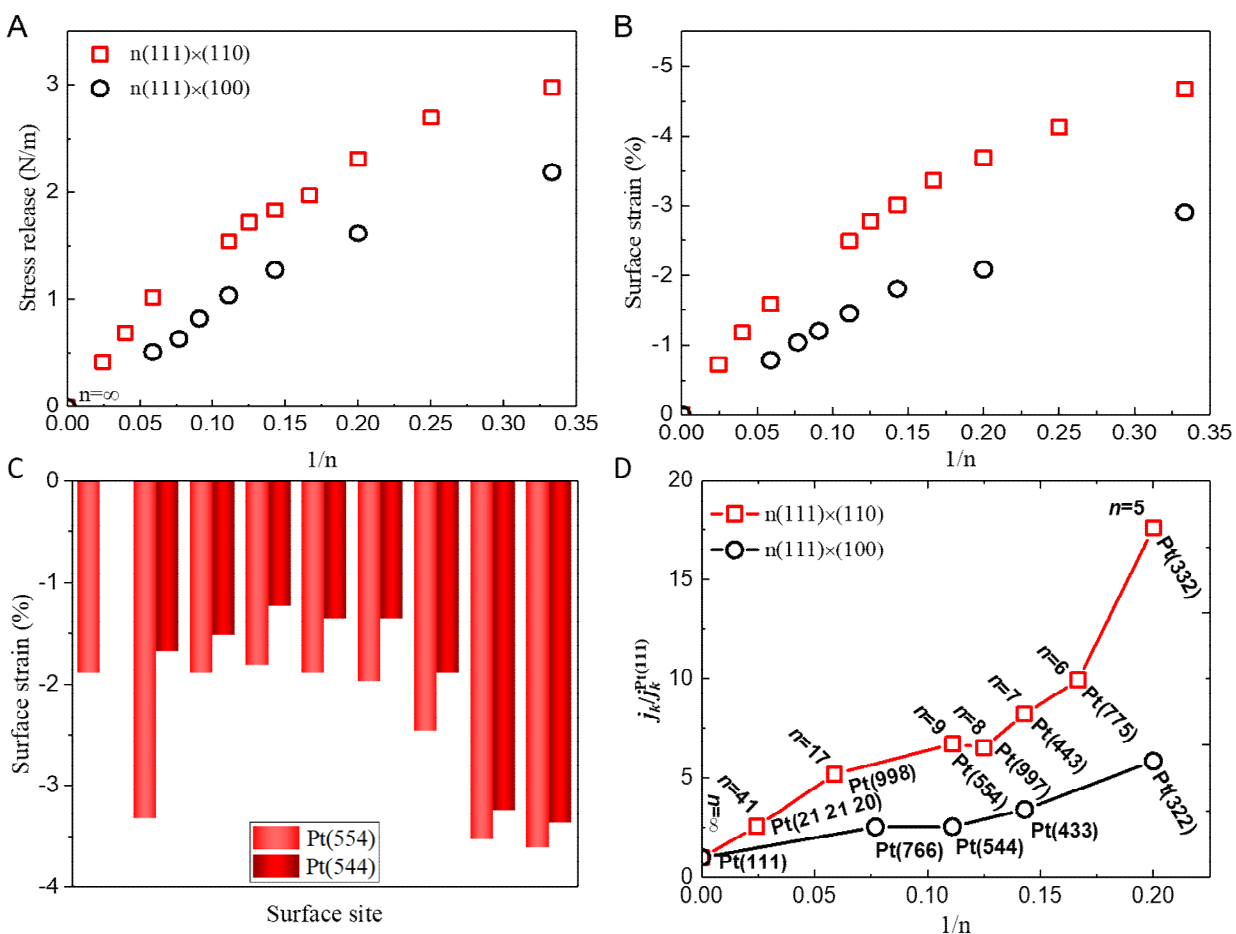 A
n(111)×(110)
n(111)×(100)
Stress release (N/m)
3
2
1
0
n=∞
0.00 0.05 0.10 0.15 0.20 0.25 0.30 0.35
1/n
B
Surface strain (%)
-5
-4
-3
-2
-1
0
0.00 0.05 0.10 0.15 0.20 0.25 0.30 0.35
1/n
C
Surface strain (%)
0
-1
-2
-3
-4
Pt(554)
Pt(544)
Surface site
D
n(111)×(110)
n(111)×(100)
jk/jkPt(111)
20
15
10
5
0
n=∞
n=41
n=17
n=9
n=8
n=7
n=6
n=5
Pt(111)
Pt(21 21 20)
Pt(998)
Pt(554)
Pt(997)
Pt(443)
Pt(775)
Pt(332)
Pt(766)
Pt(544)
Pt(433)
Pt(322)
0.00 0.05 0.10 0.15 0.20
1/n